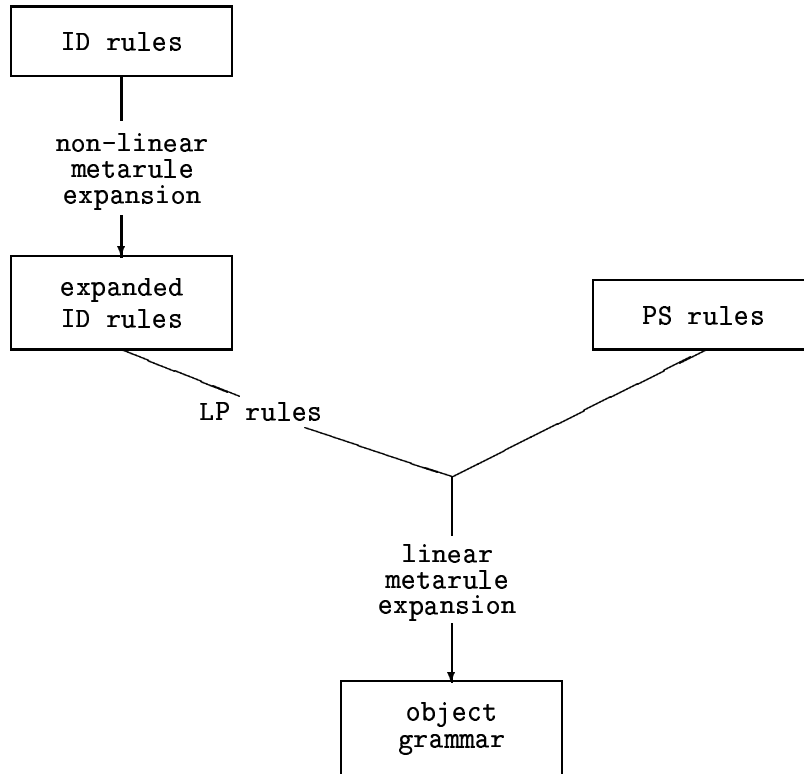 ID rules
non-linear
metarule
expansion
expanded
ID rules
PS rules
LP rules
linear
metarule
expansion
object
grammar